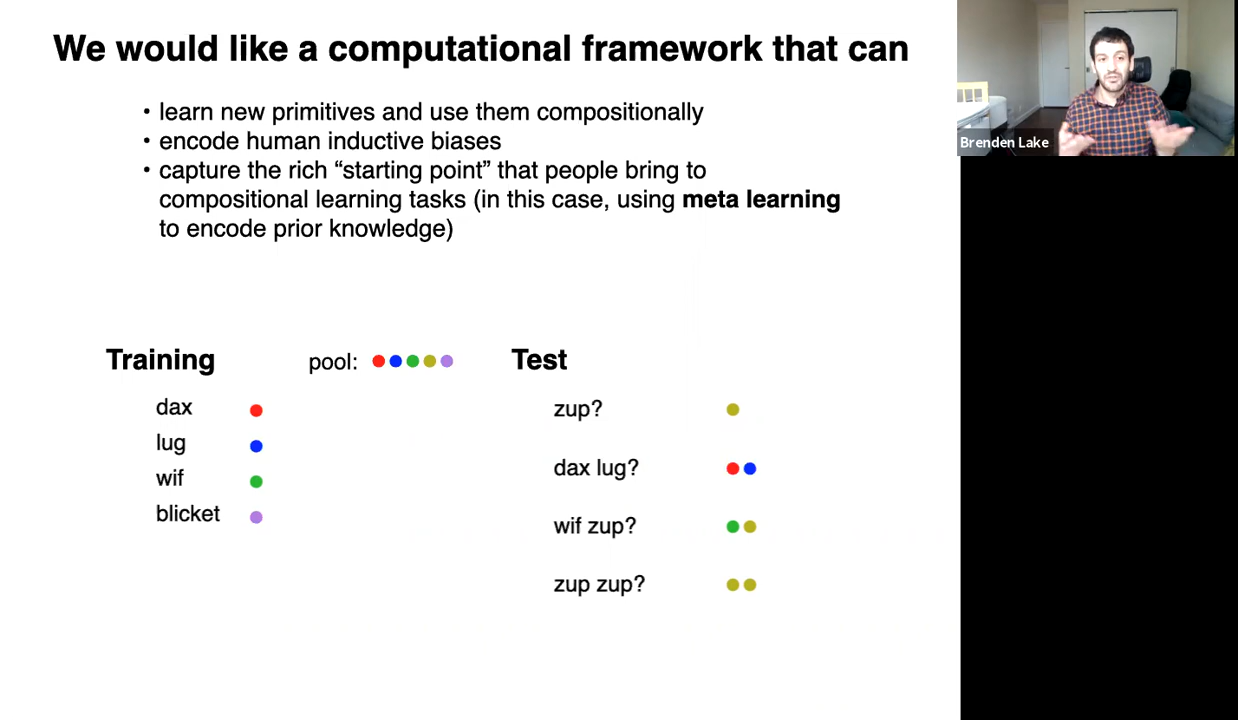 We would like a computational framework that can
• learn new primitives and use them compositionally
• encode human inductive biases
• capture the rich “starting point” that people bring to
compositional learning tasks (in this case, using meta learning
to encode prior knowledge)
Brenden Lake
Training
pool:
dax
lug
wif
blicket
Test
zup?
dax lug?
wif zup?
zup zup?